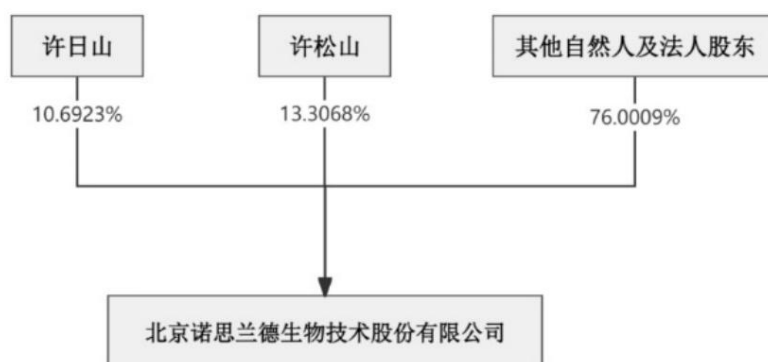 许日山
许松山
其他自然人及法人股东
10.6923%
13.3068%
76.0009%
北京诺思兰德生物技术股份有限公司